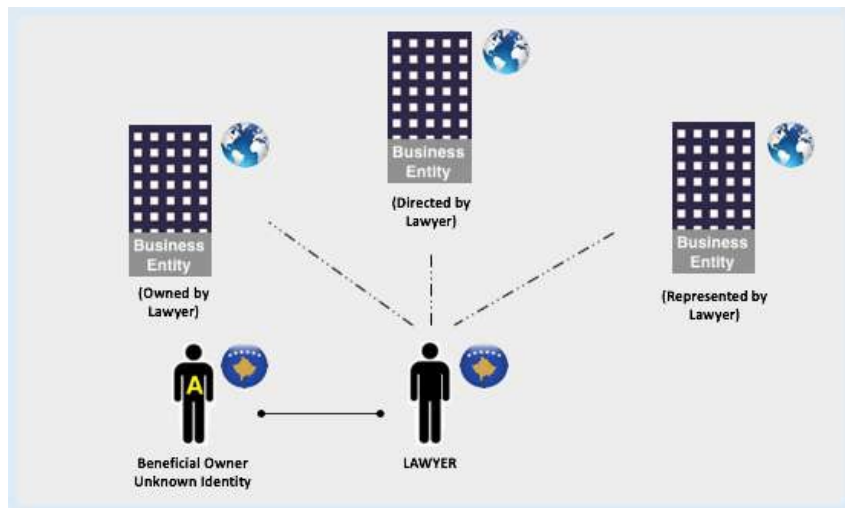 Business
Entity
(Directed by
Lawyer)
Business
Entity
(Owned by
Lawyer)
Business
Entity
(Represented by
Lawyer)
A
Beneficial Owner
Unknown Identity
LAWYER